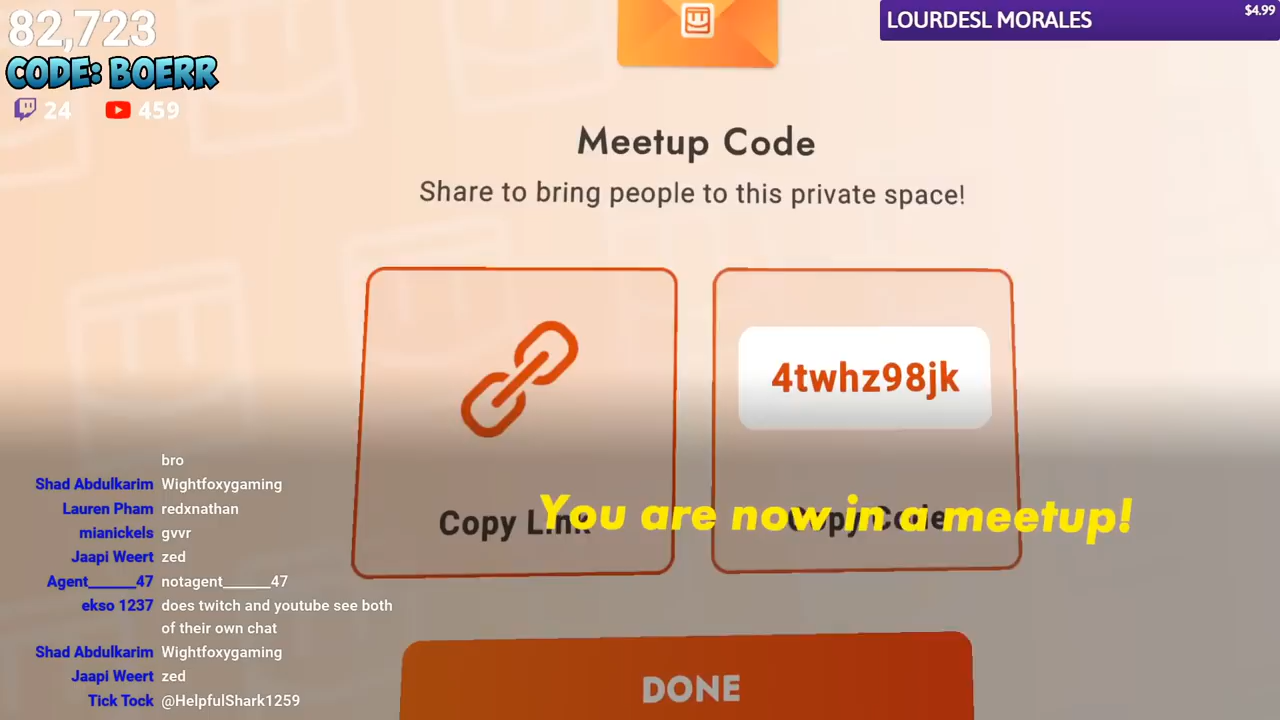 82,723
CODE: BOERR
24 459
LOURDESL MORALES $4.99
Meetup Code
Share to bring people to this private space!
4twhz98jk
Copy Link
Copy Code
You are now in a meetup!
DONE
bro
Shad Abdulkarim Wightfoxygaming
Lauren Pham redxnathan
mianickels gvvr
Jaapi Weert zed
Agent______47 notagent______47
ekso 1237 does twitch and youtube see both
of their own chat
Shad Abdulkarim Wightfoxygaming
Jaapi Weert zed
Tick Tock @HelpfulShark1259